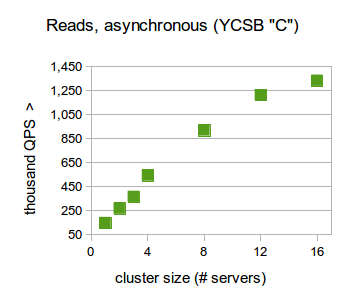 Reads, asynchronous (YCSB "C")
thousand QPS >
1,450
1,250
1,050
850
650
450
250
50
0 4 8 12 16
cluster size (# servers)